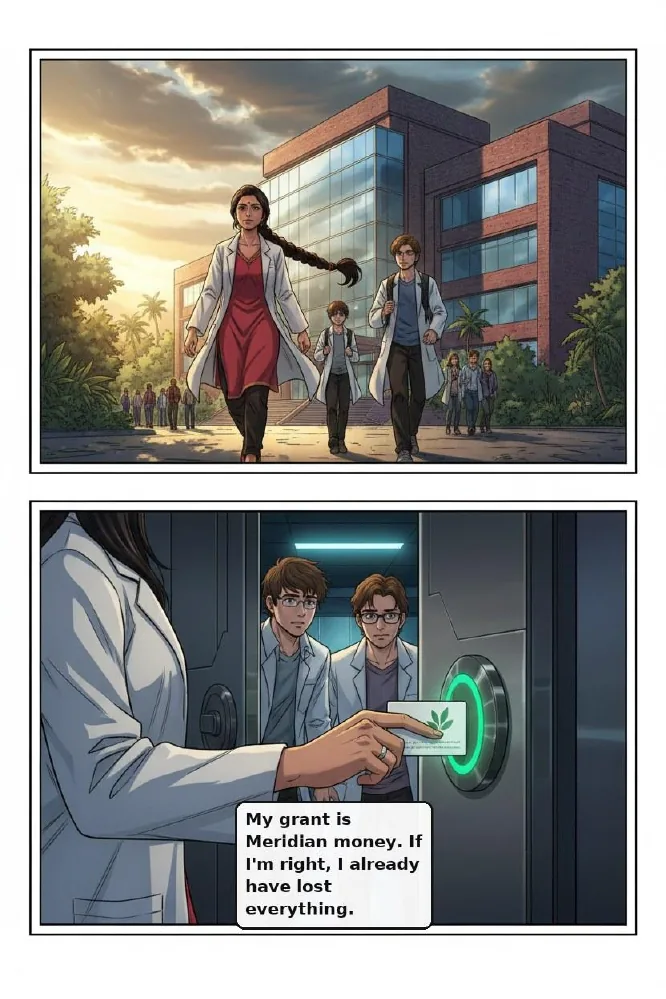 My grant is
Meridian money. If
I'm right, I already
have lost
everything.